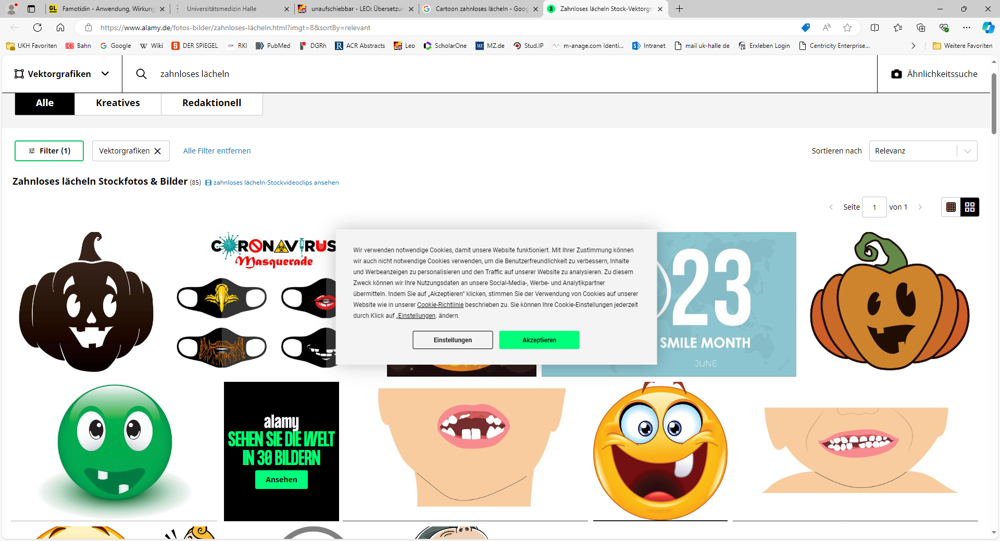 Famotidin - Anwendung, Wirkung
Universitätsmedizin Halle
unaufschiebbar - LEO: Übersetzun
Cartoon zahnloses lächeln - Goog
Zahnloses lächeln Stock-Vektorgra
https://www.alamy.de/fotos-bilder/zahnloses-lächeln.html?imgt=8&sortBy=relevant
UKH Favoriten
Bahn
Google
Wiki
DER SPIEGEL
RKI
PubMed
DGRh
ACR Abstracts
Leo
ScholarOne
MZ.de
Stud.IP
m-anage.com Identi...
Intranet
mail uk-halle de
Erxleben Login
Centricity Enterprise...
Weitere Favoriten
Vektorgrafiken
zahnloses lächeln
Ähnlichkeitssuche
Alle
Kreatives
Redaktionell
Filter (1)
Vektorgrafiken
Alle Filter entfernen
Sortieren nach
Relevanz
Zahnloses lächeln Stockfotos & Bilder (85) zahnloses lächeln-Stockvideoclips ansehen
Seite 1 von 1
CORONAVIRUS
Masquerade
Wir verwenden notwendige Cookies, damit unsere Website funktioniert. Mit Ihrer Zustimmung können
wir auch nicht notwendige Cookies verwenden, um die Benutzerfreundlichkeit zu verbessern, Inhalte
und Werbeanzeigen zu personalisieren und den Traffic auf unserer Website zu analysieren. Zu diesem
Zweck können wir Ihre Nutzungsdaten an unsere Social-Media-, Werbe- und Analytikpartner
übermitteln. Indem Sie auf „Akzeptieren“ klicken, stimmen Sie der Verwendung von Cookies auf unserer
Website wie in unserer Cookie-Richtlinie beschrieben zu. Sie können Ihre Cookie-Einstellungen jederzeit
durch Klick auf „Einstellungen. ändern.
Einstellungen
Akzeptieren
23
SMILE MONTH
JUNE
alamy
SEHEN SIE DIE WELT
IN 30 BILDERN
Ansehen